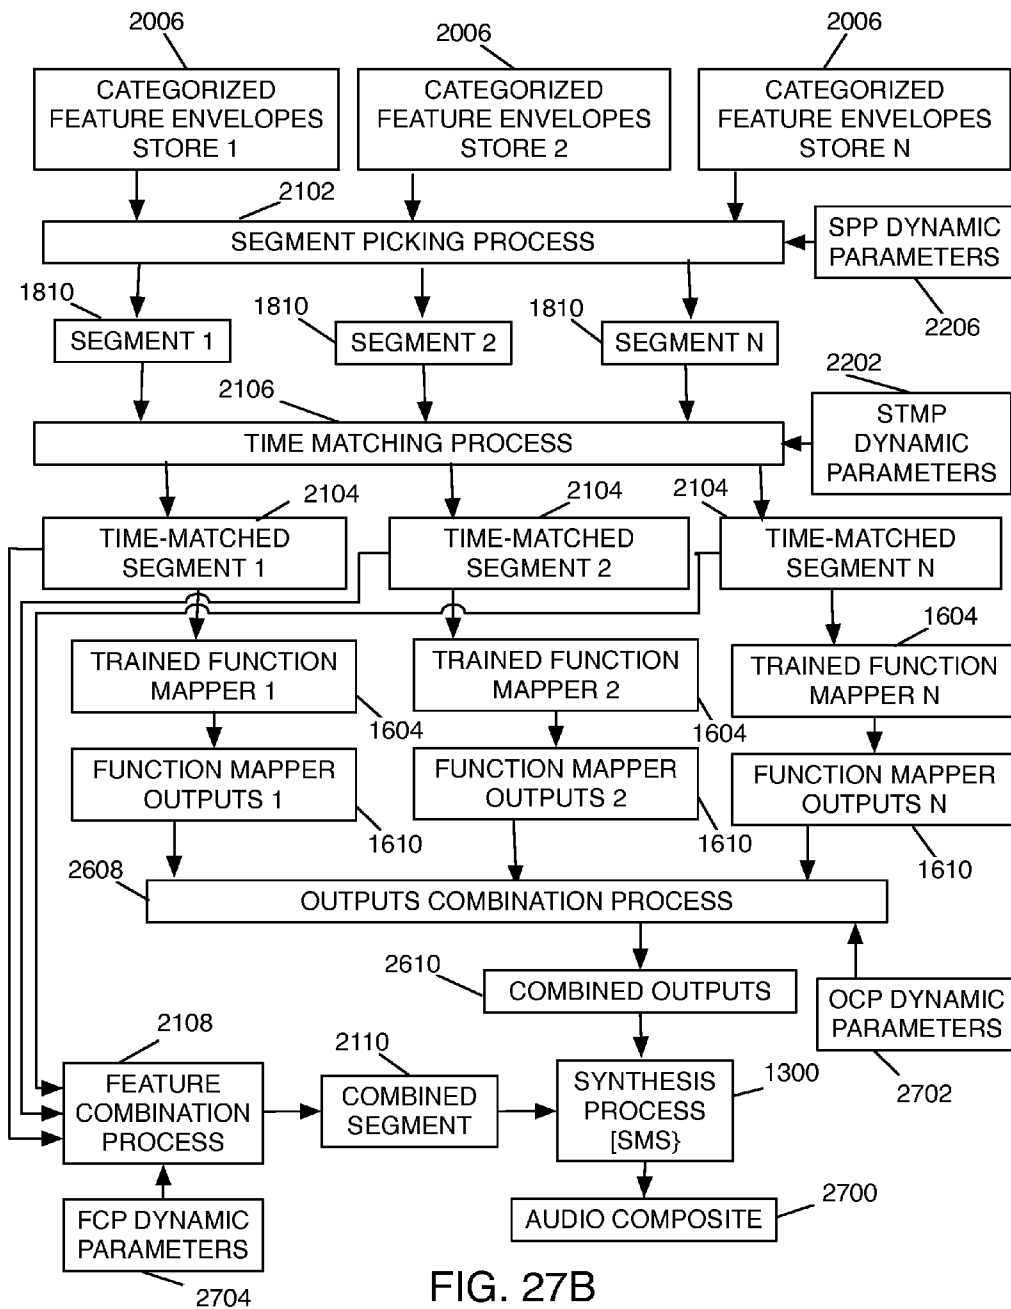 2006
2006
2006
CATEGORIZED
FEATURE ENVELOPES
STORE 1
CATEGORIZED
FEATURE ENVELOPES
STORE 2
CATEGORIZED
FEATURE ENVELOPES
STORE N
2102
SEGMENT PICKING PROCESS
SPP DYNAMIC
PARAMETERS
2206
1810
SEGMENT 1
1810
SEGMENT 2
1810
SEGMENT N
2106
2202
TIME MATCHING PROCESS
STMP
DYNAMIC
PARAMETERS
2104
2104
2104
TIME-MATCHED
SEGMENT 1
TIME-MATCHED
SEGMENT 2
TIME-MATCHED
SEGMENT N
1604
TRAINED FUNCTION
MAPPER 1
TRAINED FUNCTION
MAPPER 2
TRAINED FUNCTION
MAPPER N
1604
1604
FUNCTION MAPPER
OUTPUTS 1
FUNCTION MAPPER
OUTPUTS 2
FUNCTION MAPPER
OUTPUTS N
1610
1610
1610
2608
OUTPUTS COMBINATION PROCESS
2610
COMBINED OUTPUTS
OCP DYNAMIC
PARAMETERS
2702
2108
2110
1300
FEATURE
COMBINATION
PROCESS
COMBINED
SEGMENT
SYNTHESIS
PROCESS
[SMS}
FCP DYNAMIC
PARAMETERS
2704
AUDIO COMPOSITE
2700
FIG. 27B